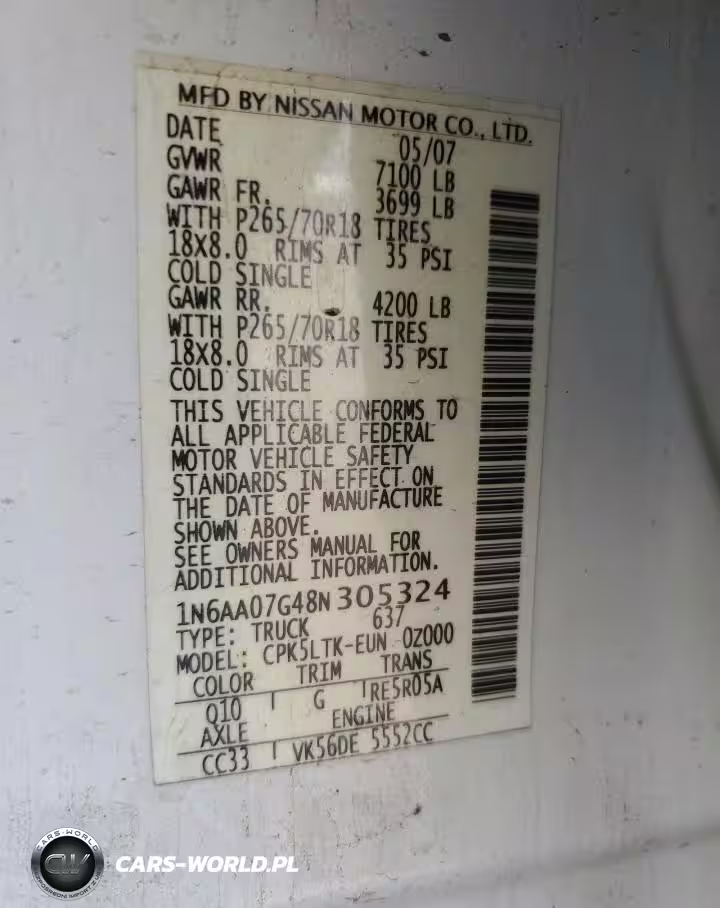 MFD BY NISSAN MOTOR CO., LTD.
DATE 05/07
GVWR 7100 LB
GAWR FR. 3699 LB
WITH P265/70R18 TIRES
18X8.0 RIMS AT 35 PSI
COLD SINGLE
GAWR RR. 4200 LB
WITH P265/70R18 TIRES
18X8.0 RIMS AT 35 PSI
COLD SINGLE
THIS VEHICLE CONFORMS TO
ALL APPLICABLE FEDERAL
MOTOR VEHICLE SAFETY
STANDARDS IN EFFECT ON
THE DATE OF MANUFACTURE
SHOWN ABOVE.
SEE OWNERS MANUAL FOR
ADDITIONAL INFORMATION.
1N6AA07G48N305324
TYPE: TRUCK 637
MODEL: CPK5LTK-EUN 0Z000
COLOR TRIM TRANS
Q10 G RE5R05A
AXLE ENGINE
CC33 VK56DE 5552CC
CARS-WORLD
CW
CARS-WORLD.PL